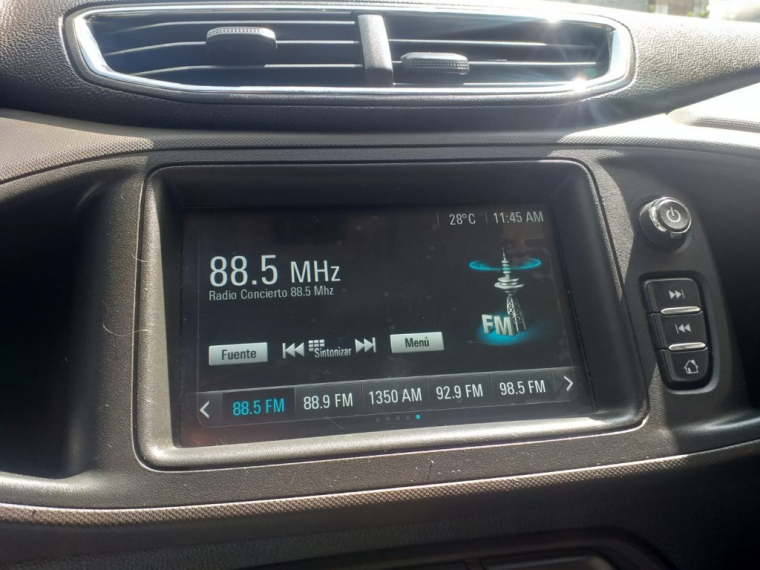 28°C 11:45 AM
88.5 MHz
Radio Concierto 88.5 Mhz
FM
Fuente Sintonizar Menú
88.5 FM 88.9 FM 1350 AM 92.9 FM 98.5 FM